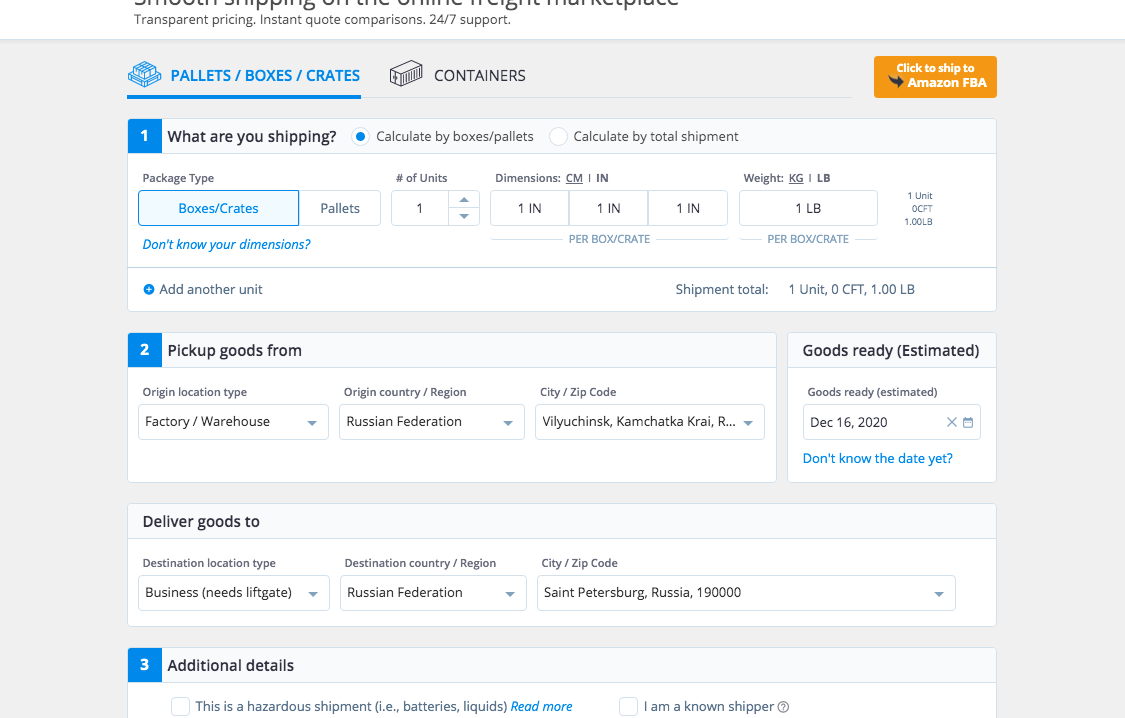 Smooth shipping on the online freight marketplace
Transparent pricing. Instant quote comparisons. 24/7 support.
PALLETS / BOXES / CRATES
CONTAINERS
Click to ship to
Amazon FBA
1 What are you shipping? Calculate by boxes/pallets Calculate by total shipment
Package Type # of Units Dimensions: CM | IN Weight: KG | LB
Boxes/Crates Pallets 1 1 IN 1 IN 1 IN 1 LB
1 Unit
0CFT
1.00LB
PER BOX/CRATE PER BOX/CRATE
Don't know your dimensions?
Add another unit Shipment total: 1 Unit, 0 CFT, 1.00 LB
2 Pickup goods from
Origin location type Origin country / Region City / Zip Code
Factory / Warehouse Russian Federation Vilyuchinsk, Kamchatka Krai, R...
Goods ready (Estimated)
Goods ready (estimated)
Dec 16, 2020
Don't know the date yet?
Deliver goods to
Destination location type Destination country / Region City / Zip Code
Business (needs liftgate) Russian Federation Saint Petersburg, Russia, 190000
3 Additional details
This is a hazardous shipment (i.e., batteries, liquids) Read more I am a known shipper ?